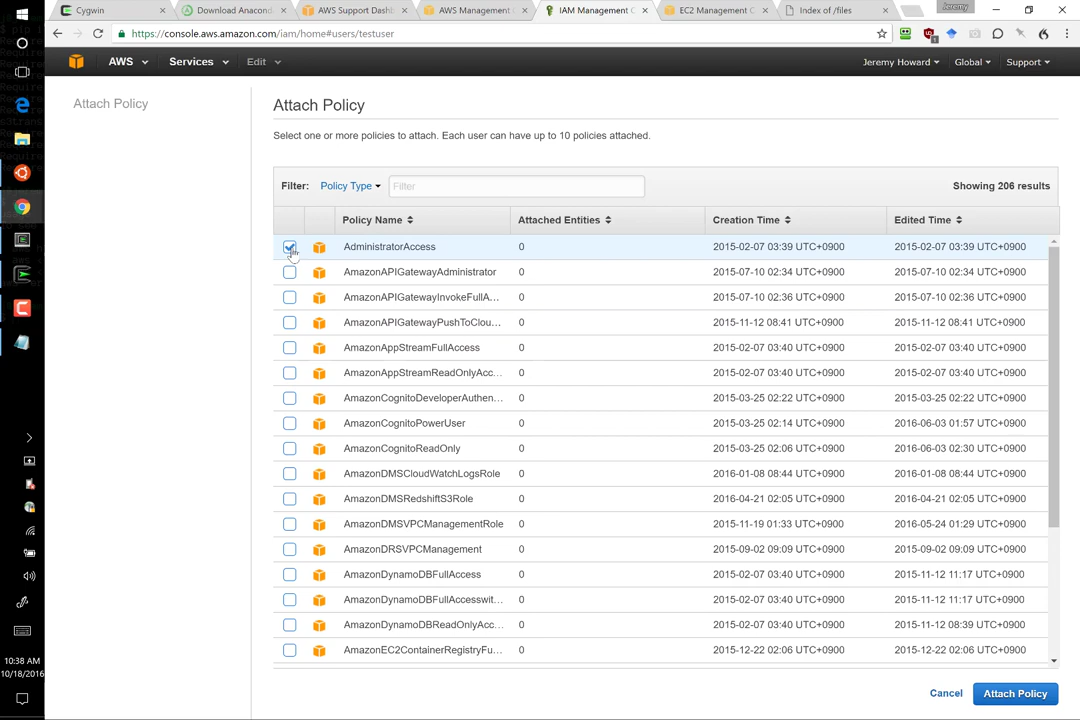 Cygwin
Download Anacond
AWS Support Dash
AWS Management C
IAM Management C
EC2 Management C
Index of /files
Jeremy
https://console.aws.amazon.com/iam/home#users/testuser
AWS
Services
Edit
Jeremy Howard
Global
Support
Attach Policy
Attach Policy
Select one or more policies to attach. Each user can have up to 10 policies attached.
Filter:
Policy Type
Filter
Showing 206 results
Policy Name
Attached Entities
Creation Time
Edited Time
AdministratorAccess 0 2015-02-07 03:39 UTC+0900 2015-02-07 03:39 UTC+0900
AmazonAPIGatewayAdministrator 0 2015-07-10 02:34 UTC+0900 2015-07-10 02:34 UTC+0900
AmazonAPIGatewayInvokeFullA... 0 2015-07-10 02:36 UTC+0900 2015-07-10 02:36 UTC+0900
AmazonAPIGatewayPushToClou... 0 2015-11-12 08:41 UTC+0900 2015-11-12 08:41 UTC+0900
AmazonAppStreamFullAccess 0 2015-02-07 03:40 UTC+0900 2015-02-07 03:40 UTC+0900
AmazonAppStreamReadOnlyAcc... 0 2015-02-07 03:40 UTC+0900 2015-02-07 03:40 UTC+0900
AmazonCognitoDeveloperAuthen... 0 2015-03-25 02:22 UTC+0900 2015-03-25 02:22 UTC+0900
AmazonCognitoPowerUser 0 2015-03-25 02:14 UTC+0900 2016-06-03 01:57 UTC+0900
AmazonCognitoReadOnly 0 2015-03-25 02:06 UTC+0900 2016-06-03 02:30 UTC+0900
AmazonDMSCloudWatchLogsRole 0 2016-01-08 08:44 UTC+0900 2016-01-08 08:44 UTC+0900
AmazonDMSRedshiftS3Role 0 2016-04-21 02:05 UTC+0900 2016-04-21 02:05 UTC+0900
AmazonDMSVPCManagementRole 0 2015-11-19 01:33 UTC+0900 2016-05-24 01:29 UTC+0900
AmazonDRSVPCManagement 0 2015-09-02 09:09 UTC+0900 2015-09-02 09:09 UTC+0900
AmazonDynamoDBFullAccess 0 2015-02-07 03:40 UTC+0900 2015-11-12 11:17 UTC+0900
AmazonDynamoDBFullAccesswit... 0 2015-02-07 03:40 UTC+0900 2015-11-12 11:17 UTC+0900
AmazonDynamoDBReadOnlyAcc... 0 2015-02-07 03:40 UTC+0900 2015-11-12 08:39 UTC+0900
AmazonEC2ContainerRegistryFu... 0 2015-12-22 02:06 UTC+0900 2015-12-22 02:06 UTC+0900
Cancel
Attach Policy
10:38 AM
10/18/2016